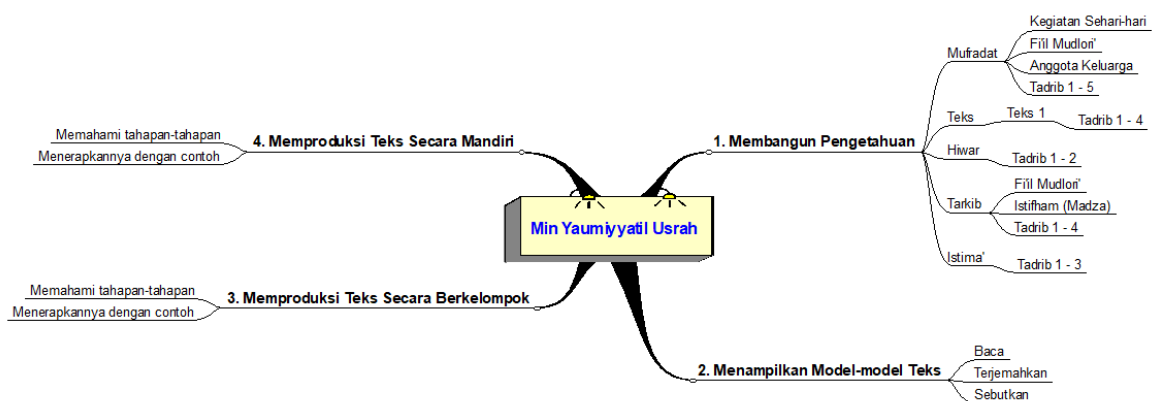 Min Yaumiyyatil Usrah
1. Membangun Pengetahuan
Mufradat
Kegiatan Sehari-hari
Fi'il Mudlori'
Anggota Keluarga
Tadrib 1 - 5
Teks
Teks 1
Tadrib 1 - 4
Hiwar
Tadrib 1 - 2
Tarkib
Fi'il Mudlori'
Istifham (Madza)
Tadrib 1 - 4
Istima'
Tadrib 1 - 3
2. Menampilkan Model-model Teks
Baca
Terjemahkan
Sebutkan
3. Memproduksi Teks Secara Berkelompok
Memahami tahapan-tahapan
Menerapkannya dengan contoh
4. Memproduksi Teks Secara Mandiri
Memahami tahapan-tahapan
Menerapkannya dengan contoh